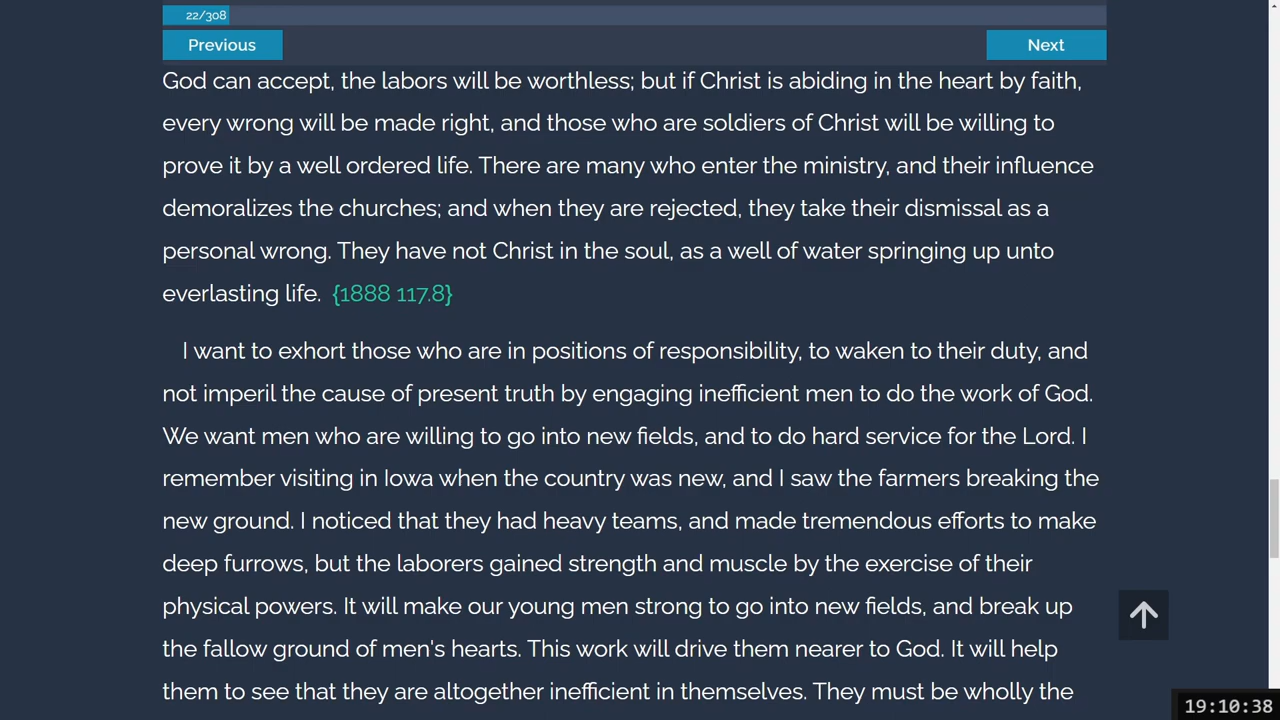 22/308
Previous
Next
God can accept, the labors will be worthless; but if Christ is abiding in the heart by faith,
every wrong will be made right, and those who are soldiers of Christ will be willing to
prove it by a well ordered life. There are many who enter the ministry, and their influence
demoralizes the churches; and when they are rejected, they take their dismissal as a
personal wrong. They have not Christ in the soul, as a well of water springing up unto
everlasting life. {1888 117.8}
I want to exhort those who are in positions of responsibility, to waken to their duty, and
not imperil the cause of present truth by engaging inefficient men to do the work of God.
We want men who are willing to go into new fields, and to do hard service for the Lord. I
remember visiting in Iowa when the country was new, and I saw the farmers breaking the
new ground. I noticed that they had heavy teams, and made tremendous efforts to make
deep furrows, but the laborers gained strength and muscle by the exercise of their
physical powers. It will make our young men strong to go into new fields, and break up
the fallow ground of men's hearts. This work will drive them nearer to God. It will help
them to see that they are altogether inefficient in themselves. They must be wholly the
19:10:38